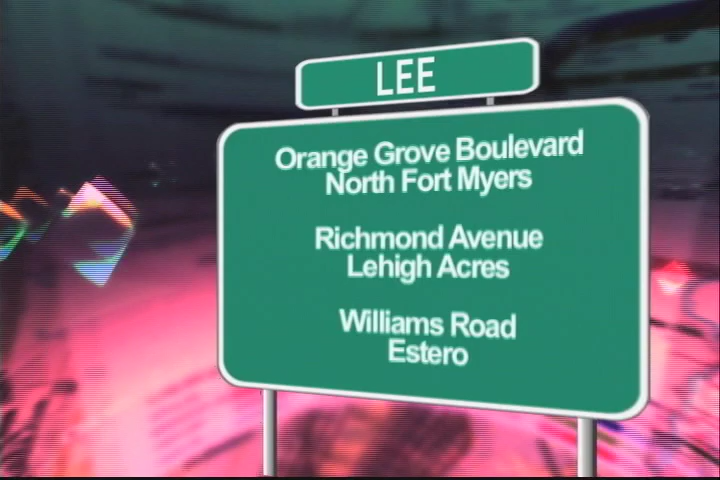 LEE
Orange Grove Boulevard
North Fort Myers
Richmond Avenue
Lehigh Acres
Williams Road
Estero